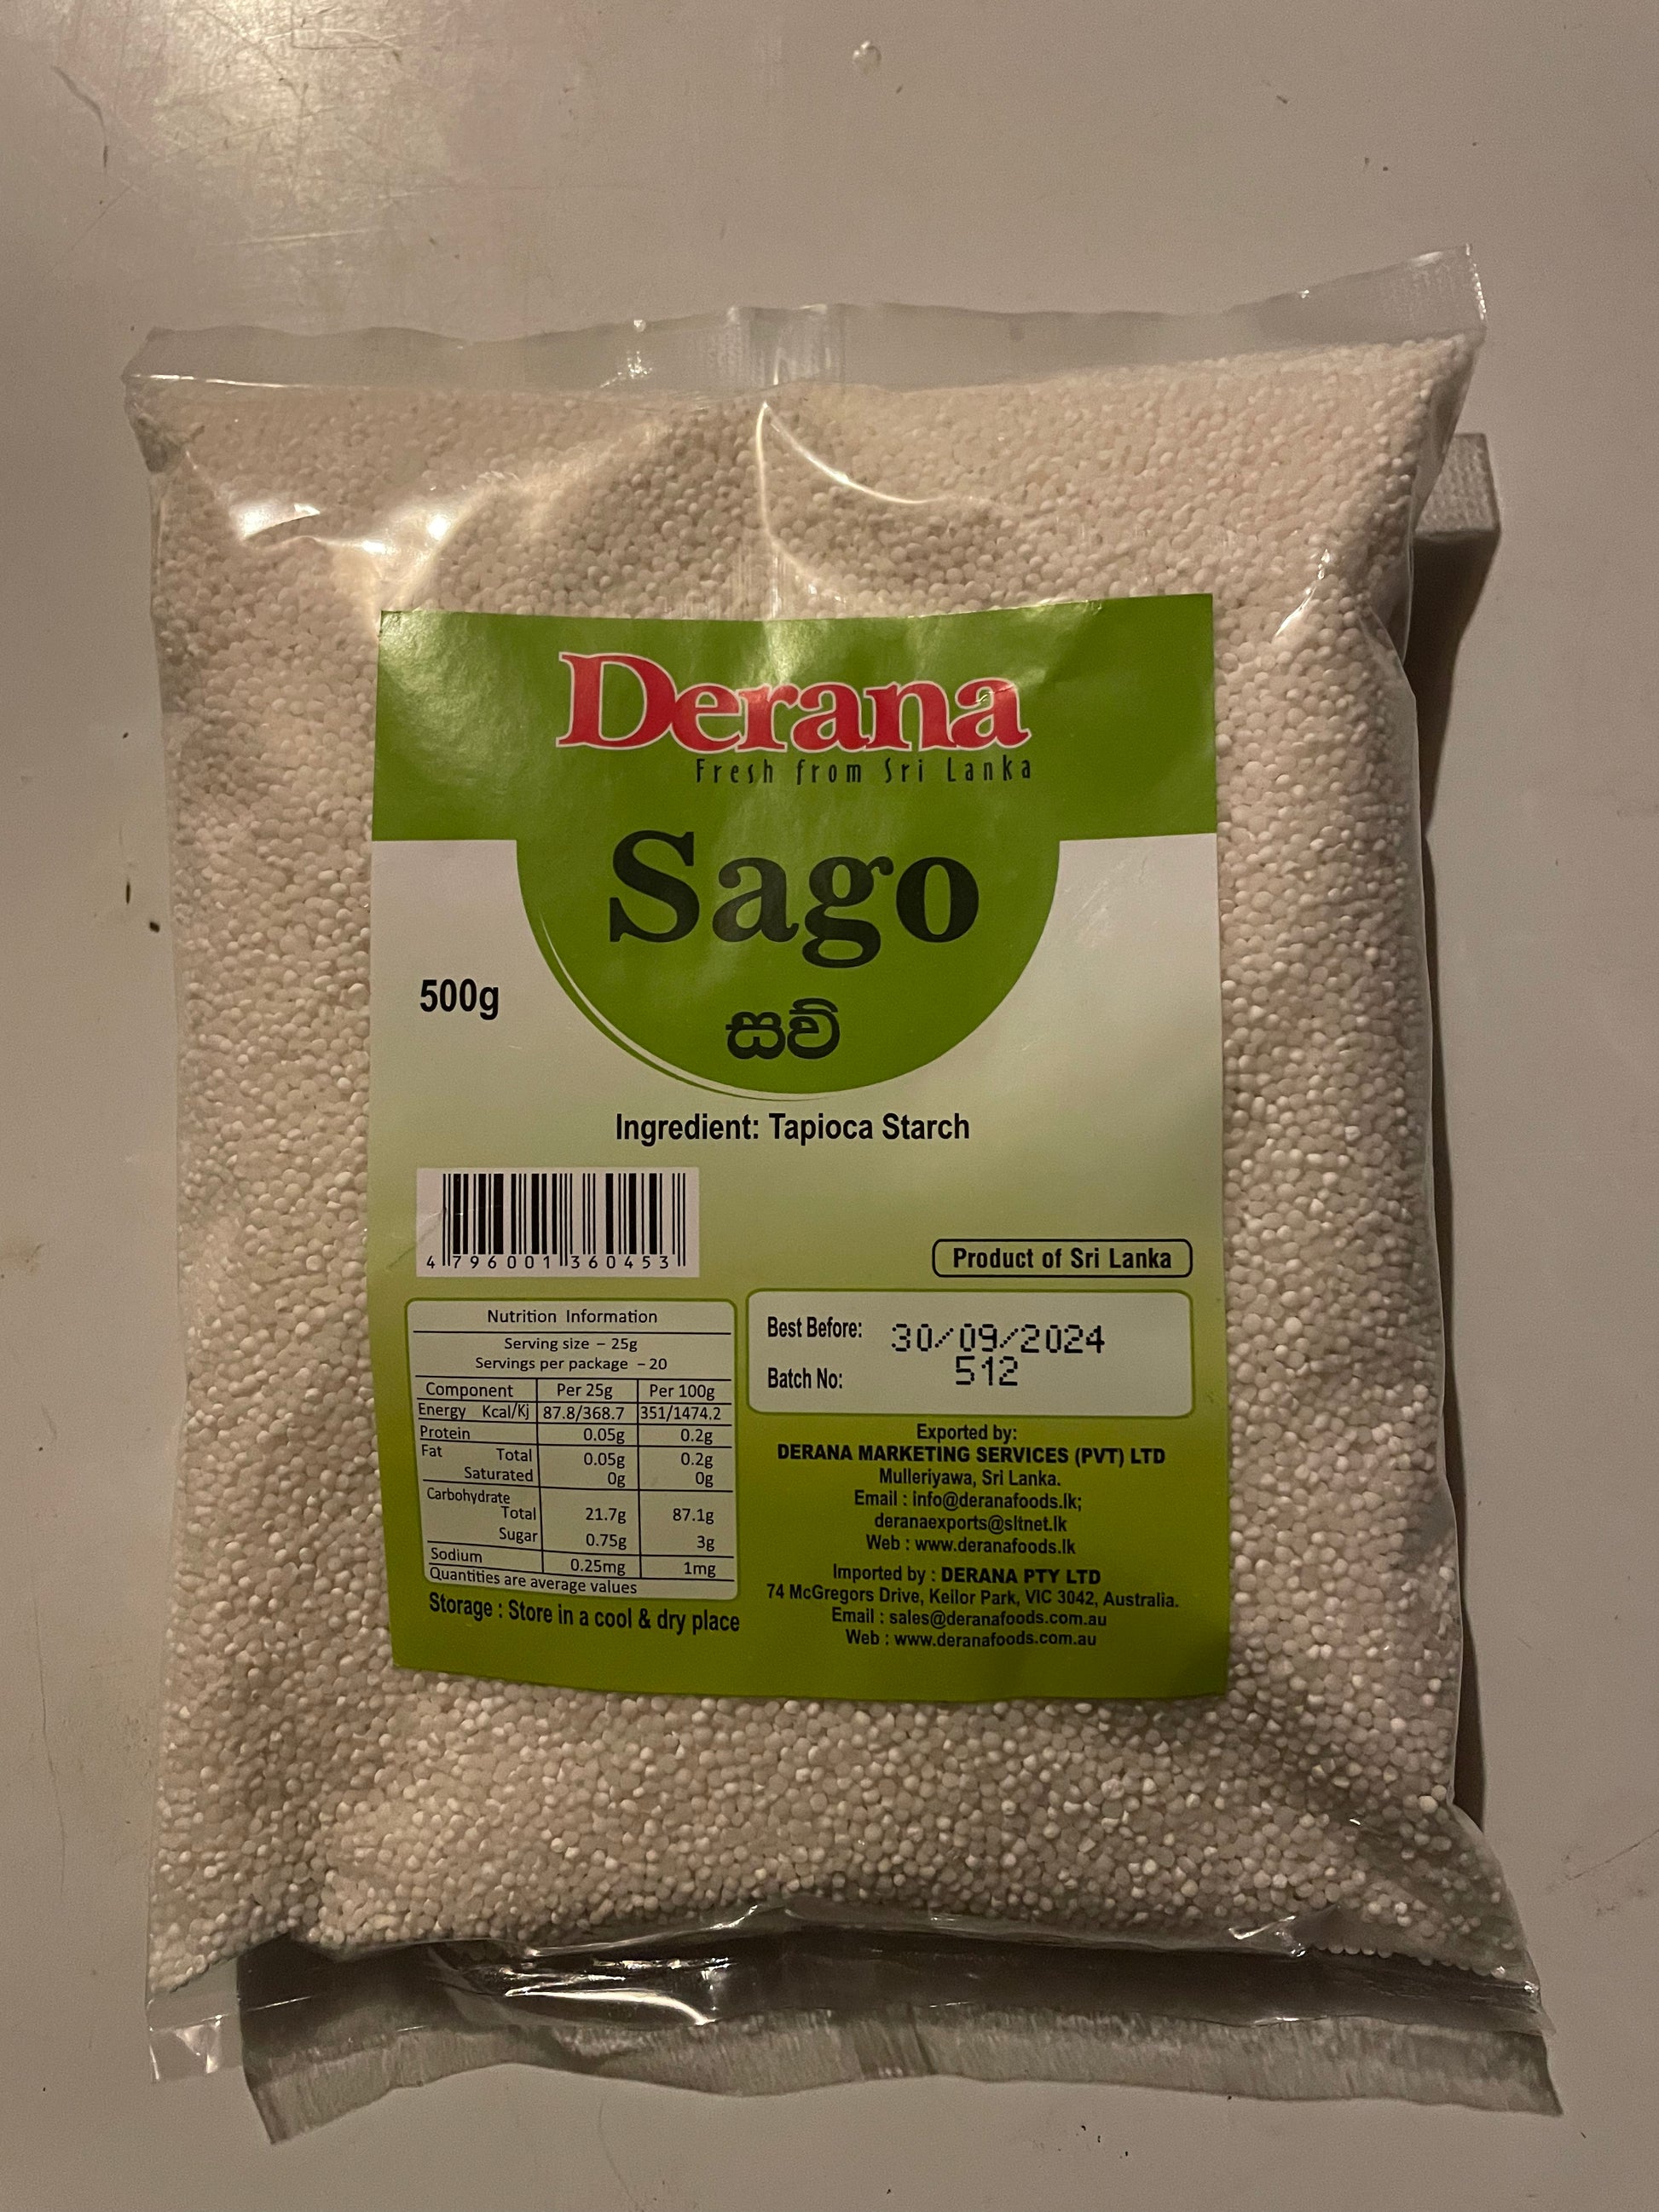 Derana
Fresh from Sri Lanka
Sago
සව්
500g
Ingredient: Tapioca Starch
4 796001 360453
Product of Sri Lanka
Nutrition Information
Serving size – 25g
Servings per package – 20
Component Per 25g Per 100g
Energy Kcal/Kj 87.8/368.7 351/1474.2
Protein 0.05g 0.2g
Fat Total 0.05g 0.2g
Saturated 0g 0g
Carbohydrate
Total 21.7g 87.1g
Sugar 0.75g 3g
Sodium 0.25mg 1mg
Quantities are average values
Storage : Store in a cool & dry place
Best Before: 30/09/2024
Batch No: 512
Exported by:
DERANA MARKETING SERVICES (PVT) LTD
Mulleriyawa, Sri Lanka.
Email : info@deranafoods.lk;
deranaexports@sltnet.lk
Web : www.deranafoods.lk
Imported by : DERANA PTY LTD
74 McGregors Drive, Keilor Park, VIC 3042, Australia.
Email : sales@deranafoods.com.au
Web : www.deranafoods.com.au